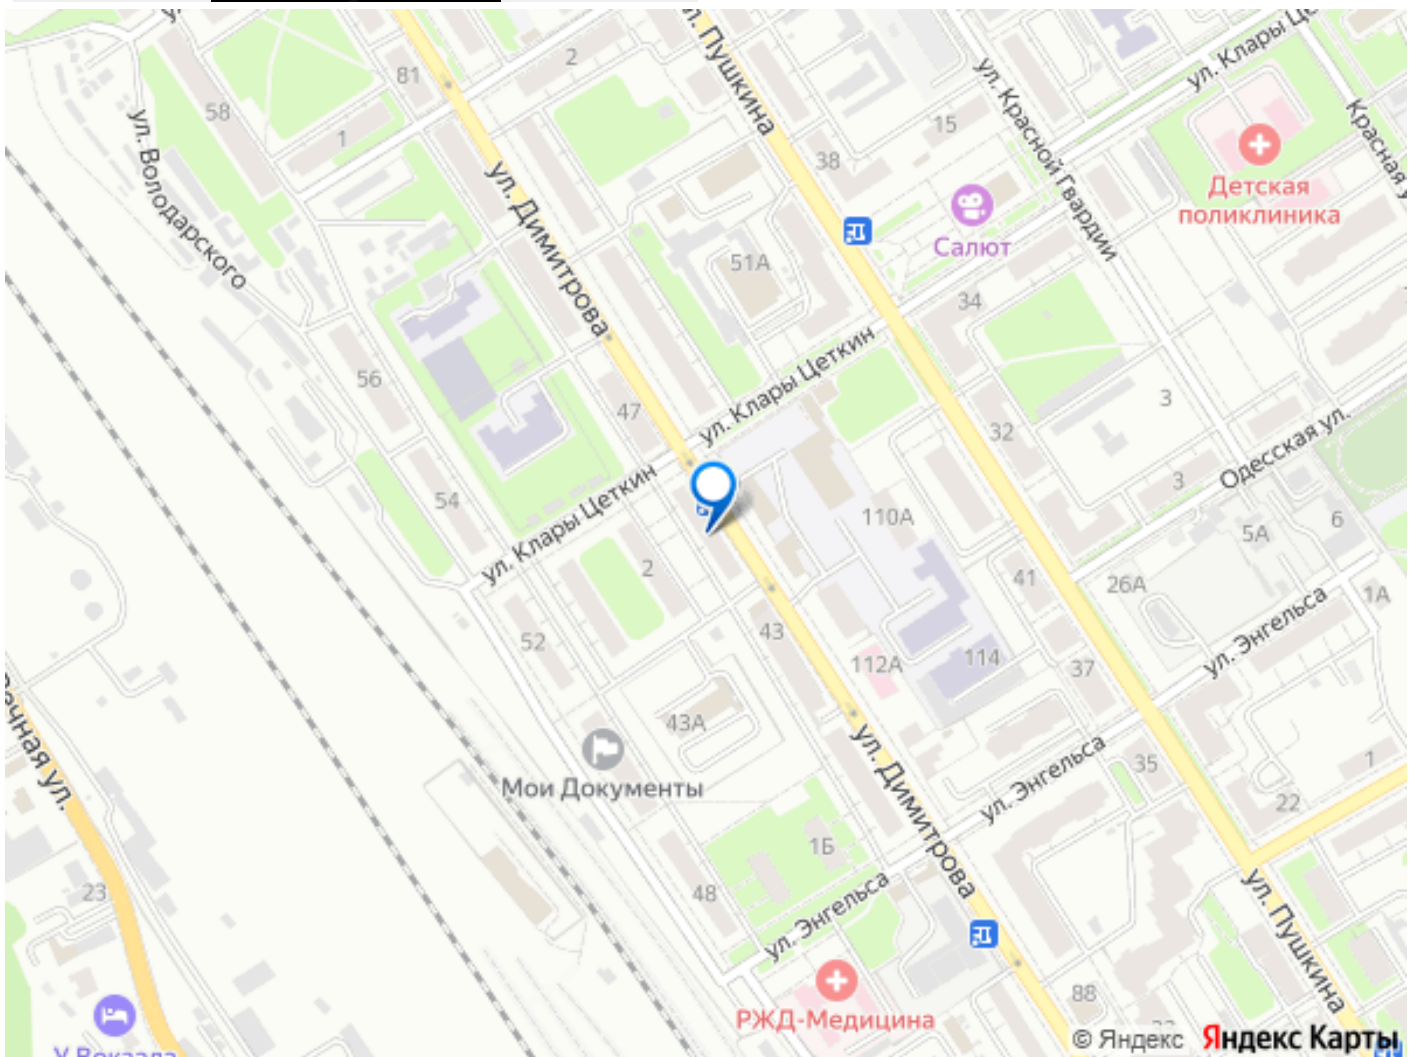 ул. Пушкина
ул. Клары Це
81
2
58
1
ул. Володарского
ул. Димитрова
38
15
ул. Красной Гвардии
Красная у
Детская
поликлиника
Салют
51А
34
56
47
ул. Клары Цеткин
32
3
54
ул. Клары Цеткин
3
Одесская ул.
110А
5А
6
2
41
26А
1А
52
43
112А
114
37
ул. Энгельса
43А
Мои Документы
ул. Димитрова
ул. Энгельса
35
1
22
ечная ул.
1Б
23
48
ул. Энгельса
ул. Пушкина
РЖД-Медицина
88
У Вокзала
© Яндекс Яндекс Карты